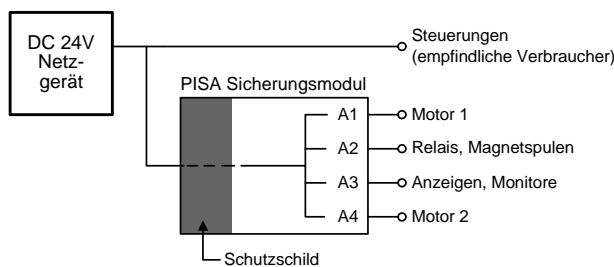 DC 24V
Netz-
gerät
Steuerungen
(empfindliche Verbraucher)
PISA Sicherungsmodul
A1 Motor 1
A2 Relais, Magnetspulen
A3 Anzeigen, Monitore
A4 Motor 2
Schutzschild